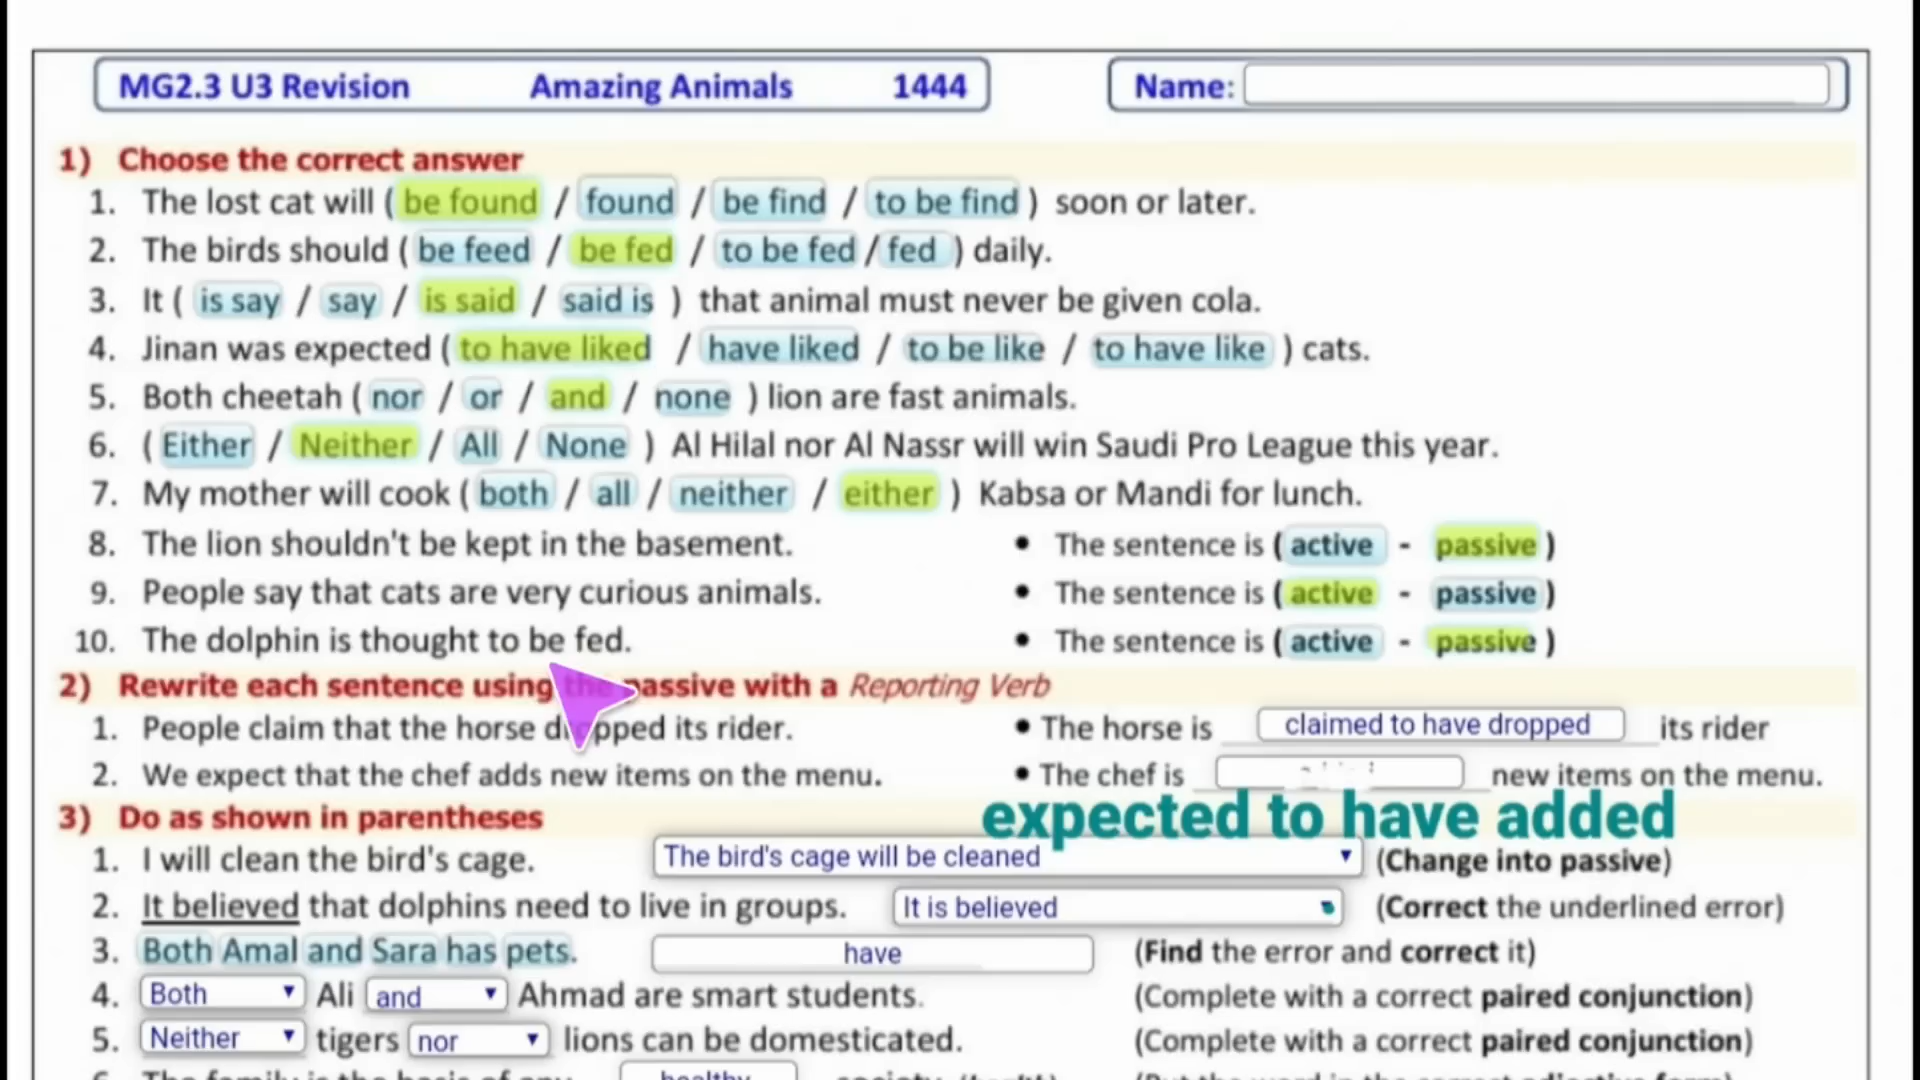 MG2.3 U3 Revision Amazing Animals 1444 Name:
1) Choose the correct answer
1. The lost cat will ( be found / found / be find / to be find ) soon or later.
2. The birds should ( be feed / be fed / to be fed / fed ) daily.
3. It ( is say / say / is said / said is ) that animal must never be given cola.
4. Jinan was expected ( to have liked / have liked / to be like / to have like ) cats.
5. Both cheetah ( nor / or / and / none ) lion are fast animals.
6. ( Either / Neither / All / None ) Al Hilal nor Al Nassr will win Saudi Pro League this year.
7. My mother will cook ( both / all / neither / either ) Kabsa or Mandi for lunch.
8. The lion shouldn't be kept in the basement. • The sentence is ( active - passive )
9. People say that cats are very curious animals. • The sentence is ( active - passive )
10. The dolphin is thought to be fed. • The sentence is ( active - passive )
2) Rewrite each sentence using the passive with a Reporting Verb
1. People claim that the horse dropped its rider. • The horse is claimed to have dropped its rider
2. We expect that the chef adds new items on the menu. • The chef is new items on the menu.
expected to have added
3) Do as shown in parentheses
1. I will clean the bird's cage. The bird's cage will be cleaned (Change into passive)
2. It believed that dolphins need to live in groups. It is believed (Correct the underlined error)
3. Both Amal and Sara has pets. have (Find the error and correct it)
4. Both Ali and Ahmad are smart students. (Complete with a correct paired conjunction)
5. Neither tigers nor lions can be domesticated. (Complete with a correct paired conjunction)